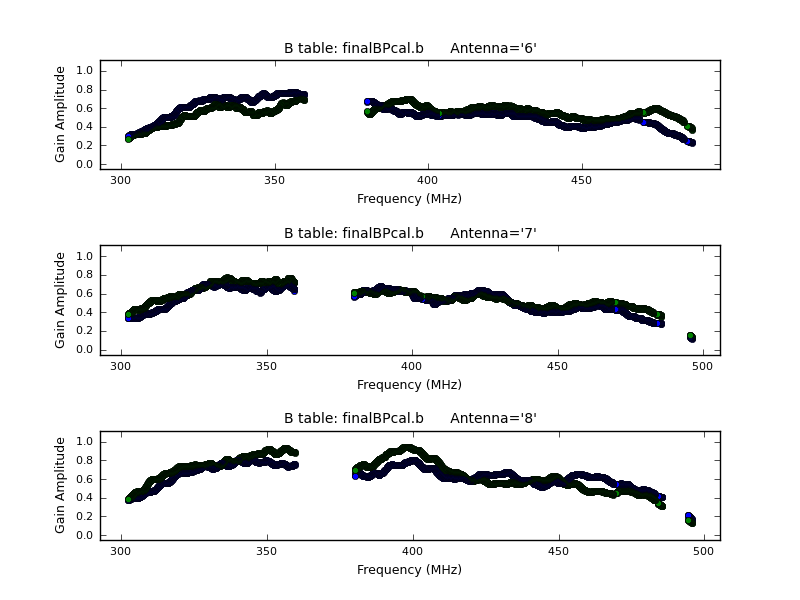 B table: finalBPcal.b Antenna='6'
1.0
0.8
0.6
0.4
0.2
0.0
Gain Amplitude
300 350 400 450
Frequency (MHz)
B table: finalBPcal.b Antenna='7'
1.0
0.8
0.6
0.4
0.2
0.0
Gain Amplitude
300 350 400 450 500
Frequency (MHz)
B table: finalBPcal.b Antenna='8'
1.0
0.8
0.6
0.4
0.2
0.0
Gain Amplitude
300 350 400 450 500
Frequency (MHz)